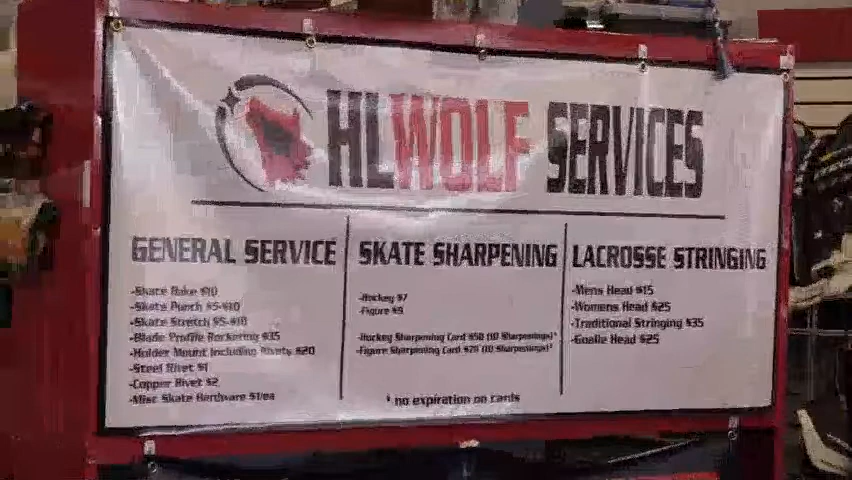 HLWOLF SERVICES
GENERAL SERVICE
-Skate Bake $10
-Skate Punch $5-$10
-Skate Stretch $5-$10
-Blade Profile Rockering $35
-Holder Mount Including Rivets $20
-Steel Rivet $1
-Copper Rivet $2
-Misc Skate Hardware $1/ea
SKATE SHARPENING
-Hockey $7
-Figure $9
-Hockey Sharpening Card $50 (10 Sharpenings)*
-Figure Sharpening Card (10 Sharpenings)*
* no expiration on cards
LACROSSE STRINGING
-Mens Head $15
-Womens Head $25
-Traditional Stringing $35
-Goalie Head $25